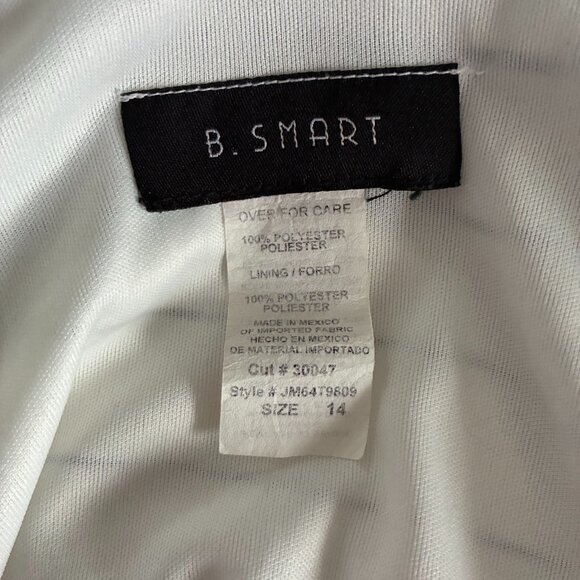 B. SMART
OVER FOR CARE
100% POLYESTER
POLIESTER
LINING / FORRO
100% POLYESTER
POLIESTER
MADE IN MEXICO
OF IMPORTED FABRIC
HECHO EN MEXICO
DE MATERIAL IMPORTADO
Cut # 30047
Style # JM64T9809
SIZE 14